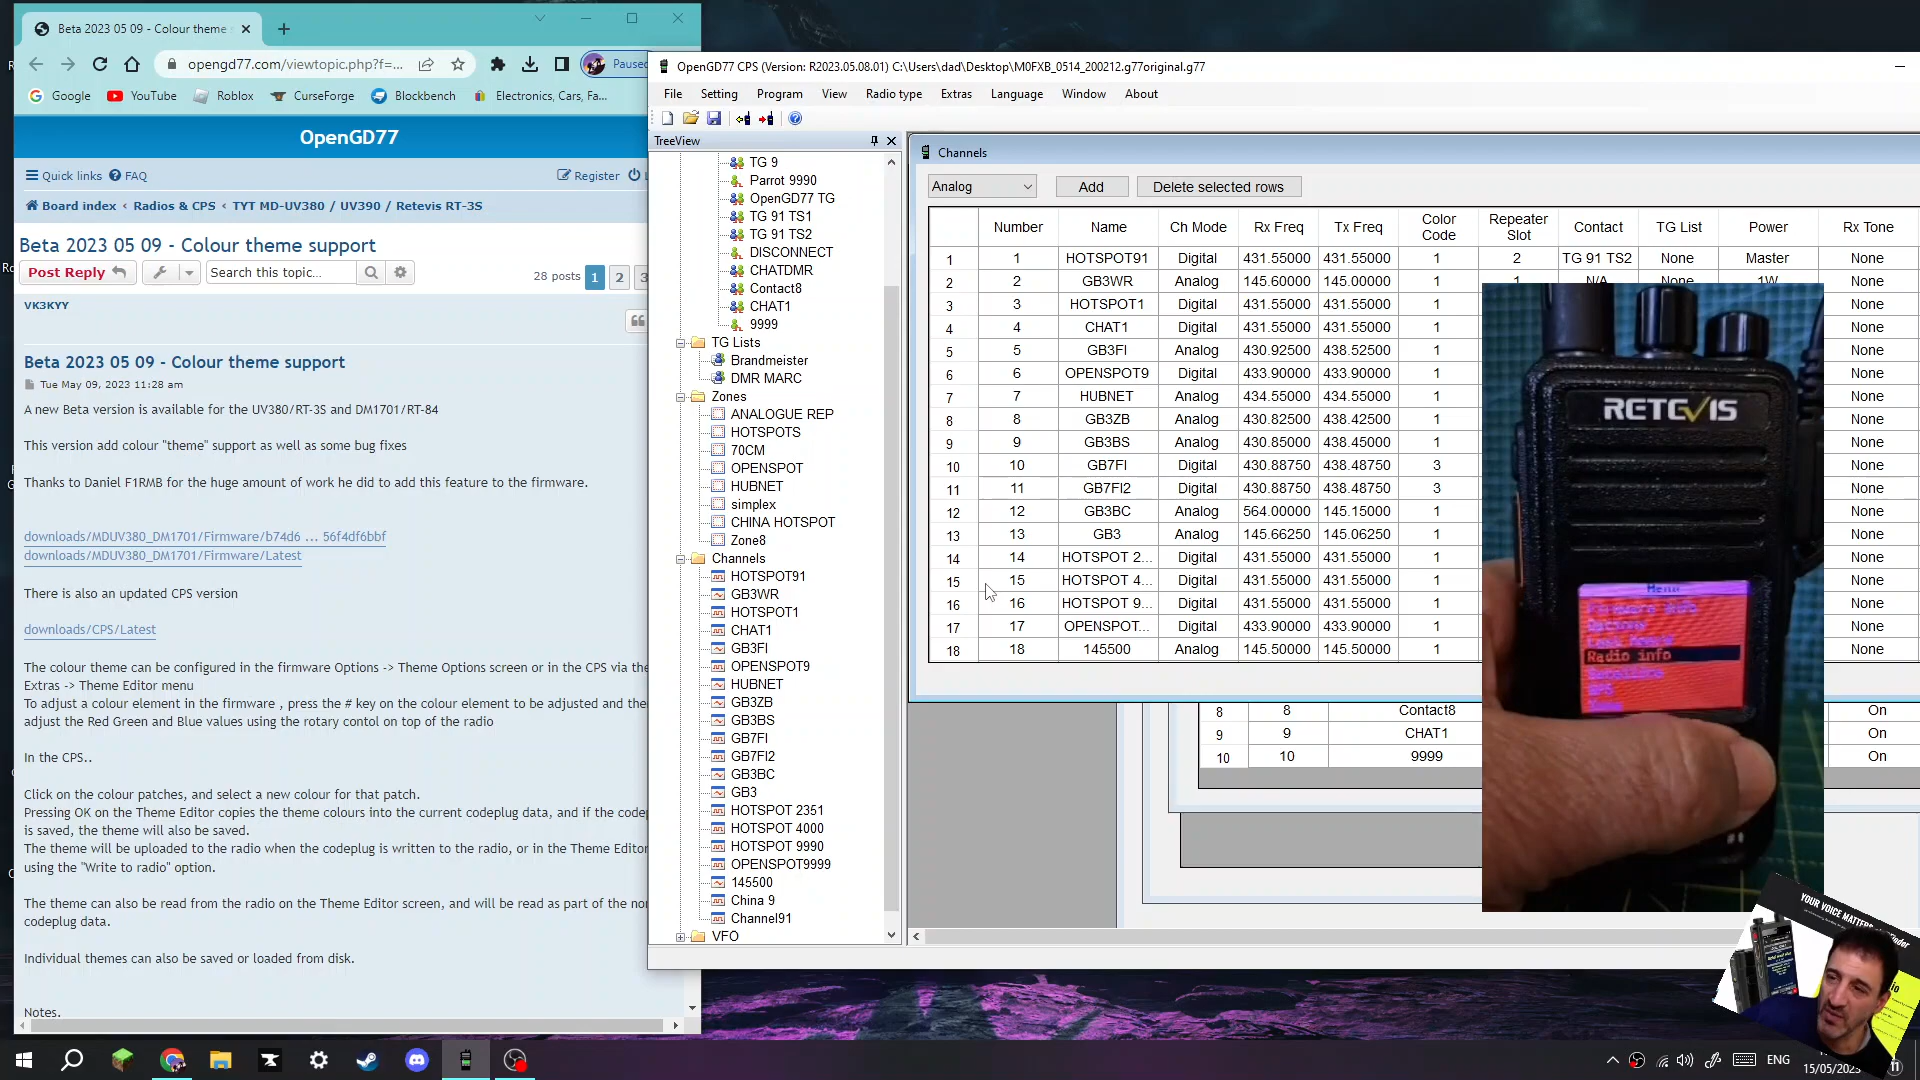 Beta 2023 05 09 - Colour theme
opengd77.com/viewtopic.php?f=...
Paused
Google
YouTube
Roblox
CurseForge
Blockbench
Electronics, Cars, Fa...
OpenGD77
Quick links
FAQ
Register
Board index
Radios & CPS
TYT MD-UV380 / UV390 / Retevis RT-3S
Beta 2023 05 09 - Colour theme support
Post Reply
Search this topic...
28 posts
1
2
3
VK3KYY
Beta 2023 05 09 - Colour theme support
Tue May 09, 2023 11:28 am
A new Beta version is available for the UV380/RT-3S and DM1701/RT-84
This version add colour "theme" support as well as some bug fixes
Thanks to Daniel F1RMB for the huge amount of work he did to add this feature to the firmware.
downloads/MDUV380_DM1701/Firmware/b74d6 ... 56f4df6bbf
downloads/MDUV380_DM1701/Firmware/Latest
There is also an updated CPS version
downloads/CPS/Latest
The colour theme can be configured in the firmware Options -> Theme Options screen or in the CPS via the
Extras -> Theme Editor menu
To adjust a colour element in the firmware , press the # key on the colour element to be adjusted and the
adjust the Red Green and Blue values using the rotary contol on top of the radio
In the CPS..
Click on the colour patches, and select a new colour for that patch.
Pressing OK on the Theme Editor copies the theme colours into the current codeplug data, and if the codep
is saved, the theme will also be saved.
The theme will be uploaded to the radio when the codeplug is written to the radio, or in the Theme Editor
using the "Write to radio" option.
The theme can also be read from the radio on the Theme Editor screen, and will be read as part of the no
codeplug data.
Individual themes can also be saved or loaded from disk.
Notes.
OpenGD77 CPS (Version: R2023.05.08.01) C:\Users\dad\Desktop\M0FXB_0514_200212.g77original.g77
File Setting Program View Radio type Extras Language Window About
TreeView
TG 9
Parrot 9990
OpenGD77 TG
TG 91 TS1
TG 91 TS2
DISCONNECT
CHATDMR
Contact8
CHAT1
9999
TG Lists
Brandmeister
DMR MARC
Zones
ANALOGUE REP
HOTSPOTS
70CM
OPENSPOT
HUBNET
simplex
CHINA HOTSPOT
Zone8
Channels
HOTSPOT91
GB3WR
HOTSPOT1
CHAT1
GB3FI
OPENSPOT9
HUBNET
GB3ZB
GB3BS
GB7FI
GB7FI2
GB3BC
GB3
HOTSPOT 2351
HOTSPOT 4000
HOTSPOT 9990
OPENSPOT9999
145500
China 9
Channel91
VFO
Channels
Analog
Add
Delete selected rows
Number Name Ch Mode Rx Freq Tx Freq Color Code Repeater Slot Contact TG List Power Rx Tone
1 1 HOTSPOT91 Digital 431.55000 431.55000 1 2 TG 91 TS2 None Master None
2 2 GB3WR Analog 145.60000 145.00000 1 1 N/A None 1W None
3 3 HOTSPOT1 Digital 431.55000 431.55000 1 None
4 4 CHAT1 Digital 431.55000 431.55000 1 None
5 5 GB3FI Analog 430.92500 438.52500 1 None
6 6 OPENSPOT9 Digital 433.90000 433.90000 1 None
7 7 HUBNET Analog 434.55000 434.55000 1 None
8 8 GB3ZB Analog 430.82500 438.42500 1 None
9 9 GB3BS Analog 430.85000 438.45000 1 None
10 10 GB7FI Digital 430.88750 438.48750 3 None
11 11 GB7FI2 Digital 430.88750 438.48750 3 None
12 12 GB3BC Analog 564.00000 145.15000 1 None
13 13 GB3 Analog 145.66250 145.06250 1 None
14 14 HOTSPOT 2... Digital 431.55000 431.55000 1 None
15 15 HOTSPOT 4... Digital 431.55000 431.55000 1 None
16 16 HOTSPOT 9... Digital 431.55000 431.55000 1 None
17 17 OPENSPOT... Digital 433.90000 433.90000 1 None
18 18 145500 Analog 145.50000 145.50000 1 None
8 8 Contact8 On
9 9 CHAT1 On
10 10 9999 On
RETEVIS
Menu
Radio info
GPS
YOUR VOICE MATTERS
ENG
15/05/2023
11